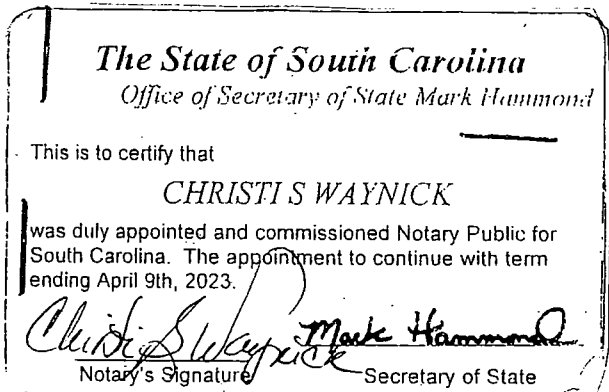 The State of South Carolina
Office of Secretary of State Mark Hammond
This is to certify that
CHRISTI S WAYNICK
was duly appointed and commissioned Notary Public for
South Carolina. The appointment to continue with term
ending April 9th, 2023.
Christi S Waynick Mark Hammond
Notary's Signature Secretary of State